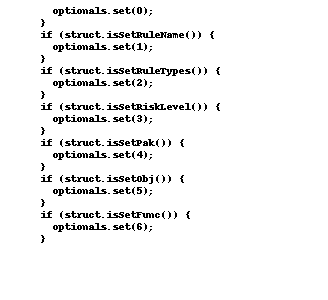 optionals.set(0);
}
if (struct.isSetRuleName()) {
optionals.set(1);
}
if (struct.isSetRuleTypes()) {
optionals.set(2);
}
if (struct.isSetRiskLevel()) {
optionals.set(3);
}
if (struct.isSetPak()) {
optionals.set(4);
}
if (struct.isSetObj()) {
optionals.set(5);
}
if (struct.isSetFunc()) {
optionals.set(6);
}